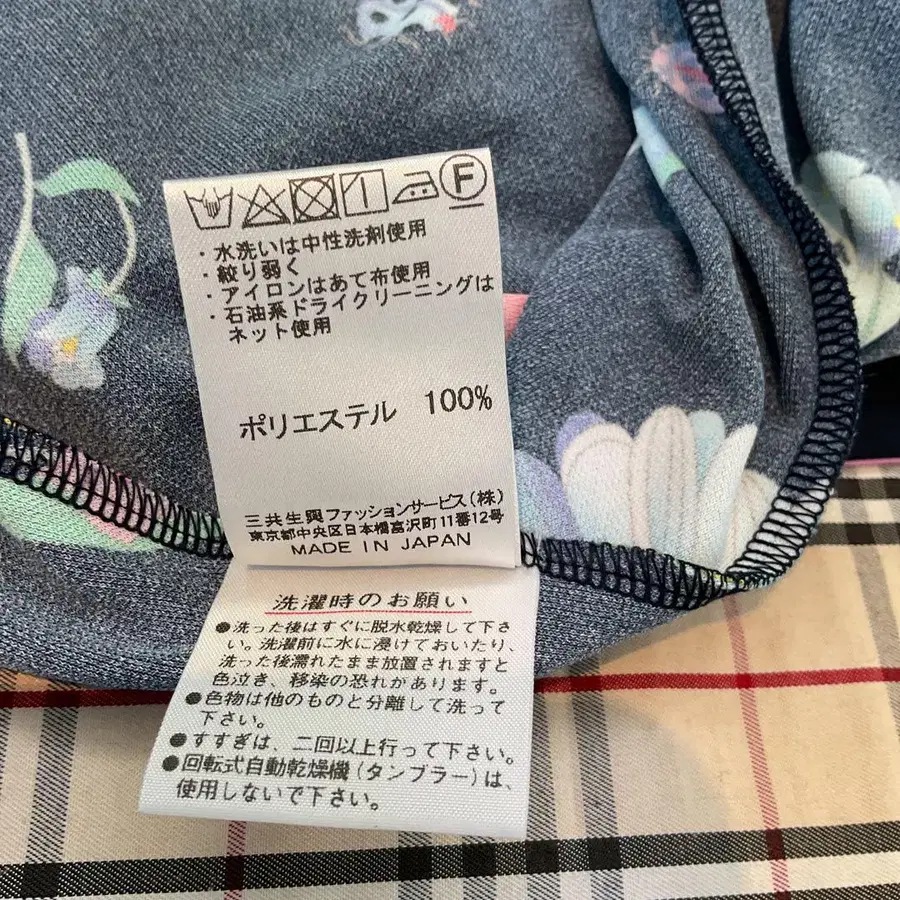 F
・水洗いは中性洗剤使用
・絞り弱く
・アイロンはあて布使用
・石油系ドライクリーニングは
ネット使用
ポリエステル 100%
三共生興ファッションサービス(株)
東京都中央区日本橋富沢町11番12号
MADE IN JAPAN
洗濯時のお願い
●洗った後はすぐに脱水乾燥して下さ
い。洗濯前に水に浸けておいたり、
洗った後濡れたまま放置されますと
色泣き、移染の恐れがあります。
●色物は他のものと分離して洗って
下さい。
●すすぎは、二回以上行って下さい。
●回転式自動乾燥機(タンブラー)は、
使用しないで下さい。